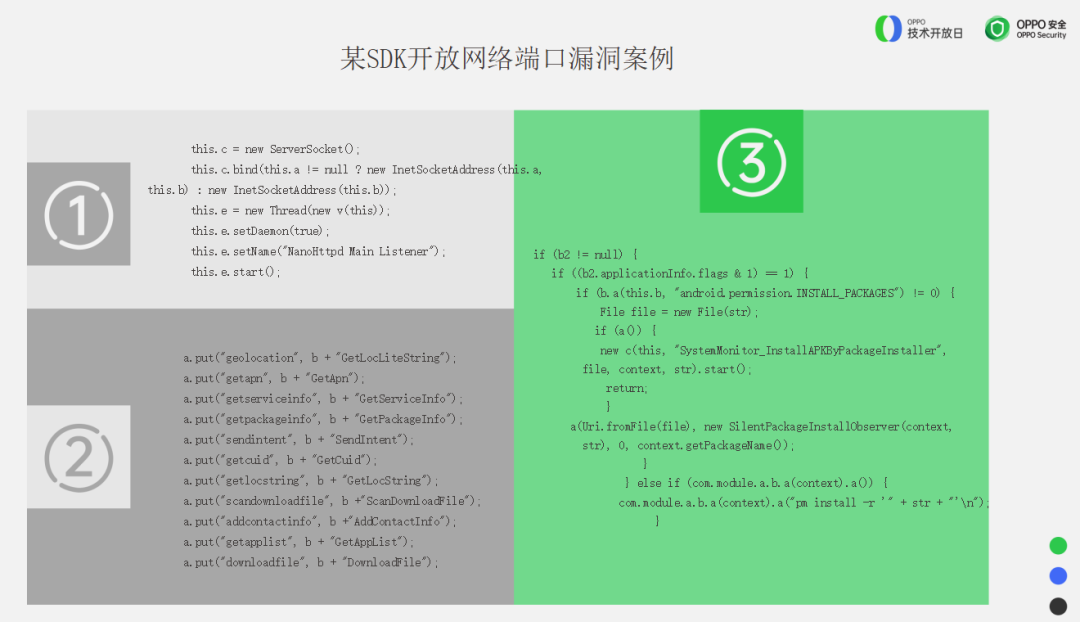 OPPO
技术开放日
OPPO 安全
OPPO Security
某SDK开放网络端口漏洞案例
1
this.c = new ServerSocket();
this.c.bind(this.a != null ? new InetSocketAddress(this.a,
this.b) : new InetSocketAddress(this.b));
this.e = new Thread(new v(this));
this.e.setDaemon(true);
this.e.setName("NanoHttpd Main Listener");
this.e.start();
2
a.put("geolocation", b + "GetLocLiteString");
a.put("getapn", b + "GetApn");
a.put("getserviceinfo", b + "GetServiceInfo");
a.put("getpackageinfo", b + "GetPackageInfo");
a.put("sendintent", b + "SendIntent");
a.put("getcuid", b + "GetCuid");
a.put("getlocstring", b + "GetLocString");
a.put("scandownloadfile", b +"ScanDownloadFile");
a.put("addcontactinfo", b +"AddContactInfo");
a.put("getapplist", b + "GetAppList");
a.put("downloadfile", b + "DownloadFile");
3
if (b2 != null) {
if ((b2.applicationInfo.flags & 1) == 1) {
if (b.a(this.b, "android.permission.INSTALL_PACKAGES") != 0) {
File file = new File(str);
if (a()) {
new c(this, "SystemMonitor_InstallAPKByPackageInstaller",
file, context, str).start();
return;
}
a(Uri.fromFile(file), new SilentPackageInstallObserver(context,
str), 0, context.getPackageName());
}
} else if (com.module.a.b.a(context).a()) {
com.module.a.b.a(context).a("pm install -r '" + str + "'\n");
}